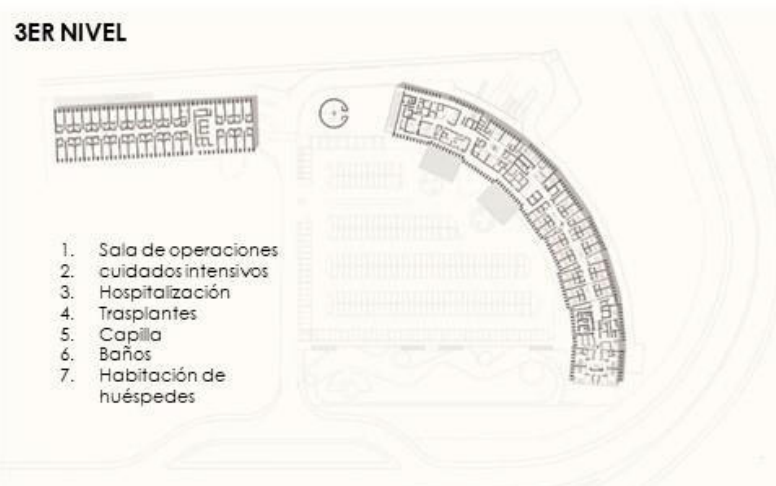 3ER NIVEL
1. Sala de operaciones
2. cuidados intensivos
3. Hospitalización
4. Trasplantes
5. Capilla
6. Baños
7. Habitación de
huéspedes